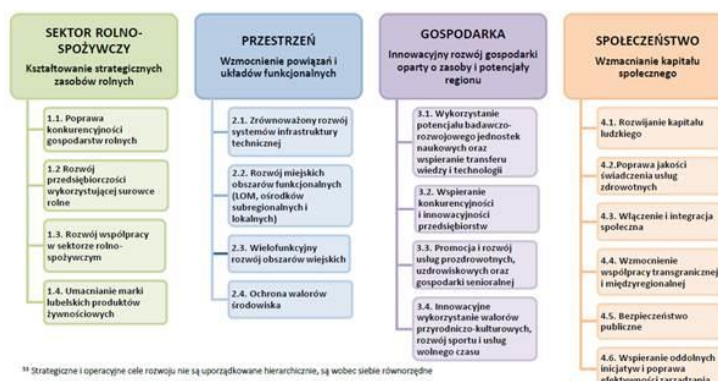 SEKTOR ROLNO-
SPOŻYWCZY
Kształtowanie strategicznych
zasobów rolnych
1.1. Poprawa
konkurencyjności
gospodarstw rolnych
1.2 Rozwój
przedsiębiorczości
wykorzystującej surowce
rolne
1.3. Rozwój współpracy
w sektorze rolno-
spożywczym
1.4. Umacnianie marki
lubelskich produktów
żywnościowych
PRZESTRZEŃ
Wzmocnienie powiązań i
układów funkcjonalnych
2.1. Zrównoważony rozwój
systemów infrastruktury
technicznej
2.2. Rozwój miejskich
obszarów funkcjonalnych
(LOM, ośrodków
subregionalnych i
lokalnych)
2.3. Wielofunkcyjny
rozwój obszarów wiejskich
2.4. Ochrona walorów
środowiska
GOSPODARKA
Innowacyjny rozwój gospodarki
oparty o zasoby i potencjały
regionu
3.1. Wykorzystanie
potencjału badawczo-
rozwojowego jednostek
naukowych oraz
wspieranie transferu
wiedzy i technologii
3.2. Wspieranie
konkurencyjności
i innowacyjności
przedsiębiorstw
3.3. Promocja i rozwój
usług prozdrowotnych,
uzdrowiskowych oraz
gospodarki senioralnej
3.4. Innowacyjne
wykorzystanie walorów
przyrodniczo-kulturowych,
rozwój sportu i usług
wolnego czasu
SPOŁECZEŃSTWO
Wzmacnianie kapitału
społecznego
4.1. Rozwijanie kapitału
ludzkiego
4.2.Poprawa jakości
świadczenia usług
zdrowotnych
4.3. Włączenie i integracja
społeczna
4.4. Wzmocnienie
współpracy transgranicznej
i międzyregionalnej
4.5. Bezpieczeństwo
publiczne
4.6. Wspieranie oddolnych
inicjatyw i poprawa
efektywności zarządzania
Strategiczne i operacyjne cele rozwoju nie są uporządkowane hierarchicznie, są wobec siebie równorzędne